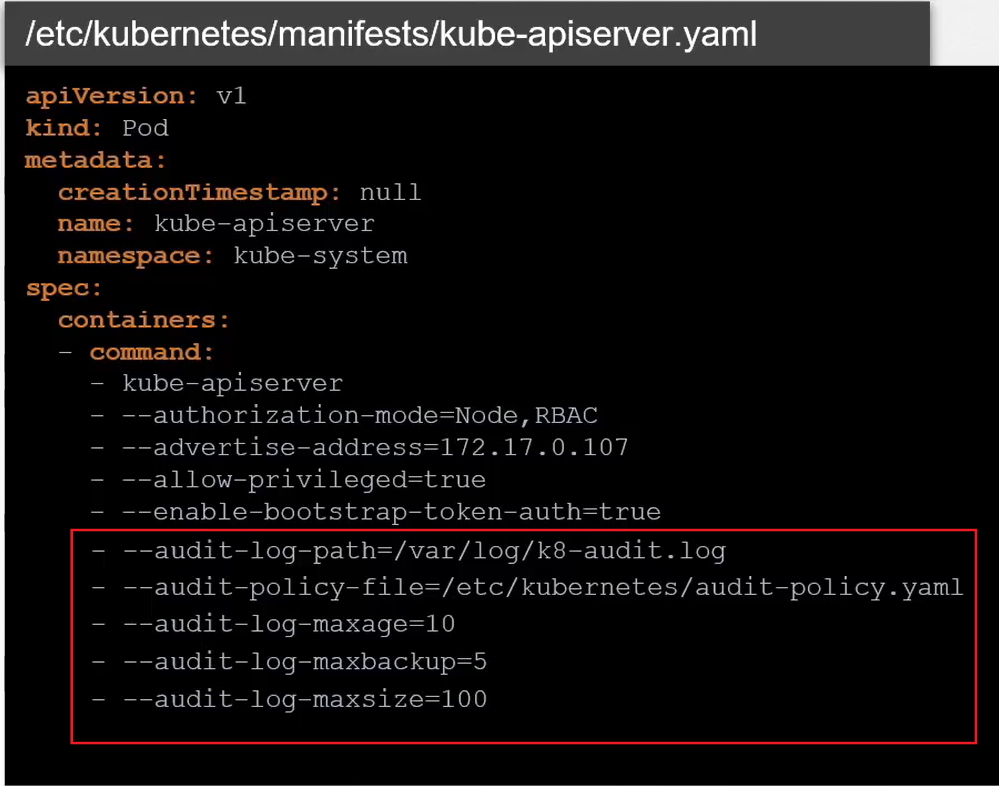 /etc/kubernetes/manifests/kube-apiserver.yaml
apiVersion: v1
kind: Pod
metadata:
creationTimestamp: null
name: kube-apiserver
namespace: kube-system
spec:
containers:
- command:
- kube-apiserver
- --authorization-mode=Node,RBAC
- --advertise-address=172.17.0.107
- --allow-privileged=true
- --enable-bootstrap-token-auth=true
- --audit-log-path=/var/log/k8-audit.log
- --audit-policy-file=/etc/kubernetes/audit-policy.yaml
- --audit-log-maxage=10
- --audit-log-maxbackup=5
- --audit-log-maxsize=100